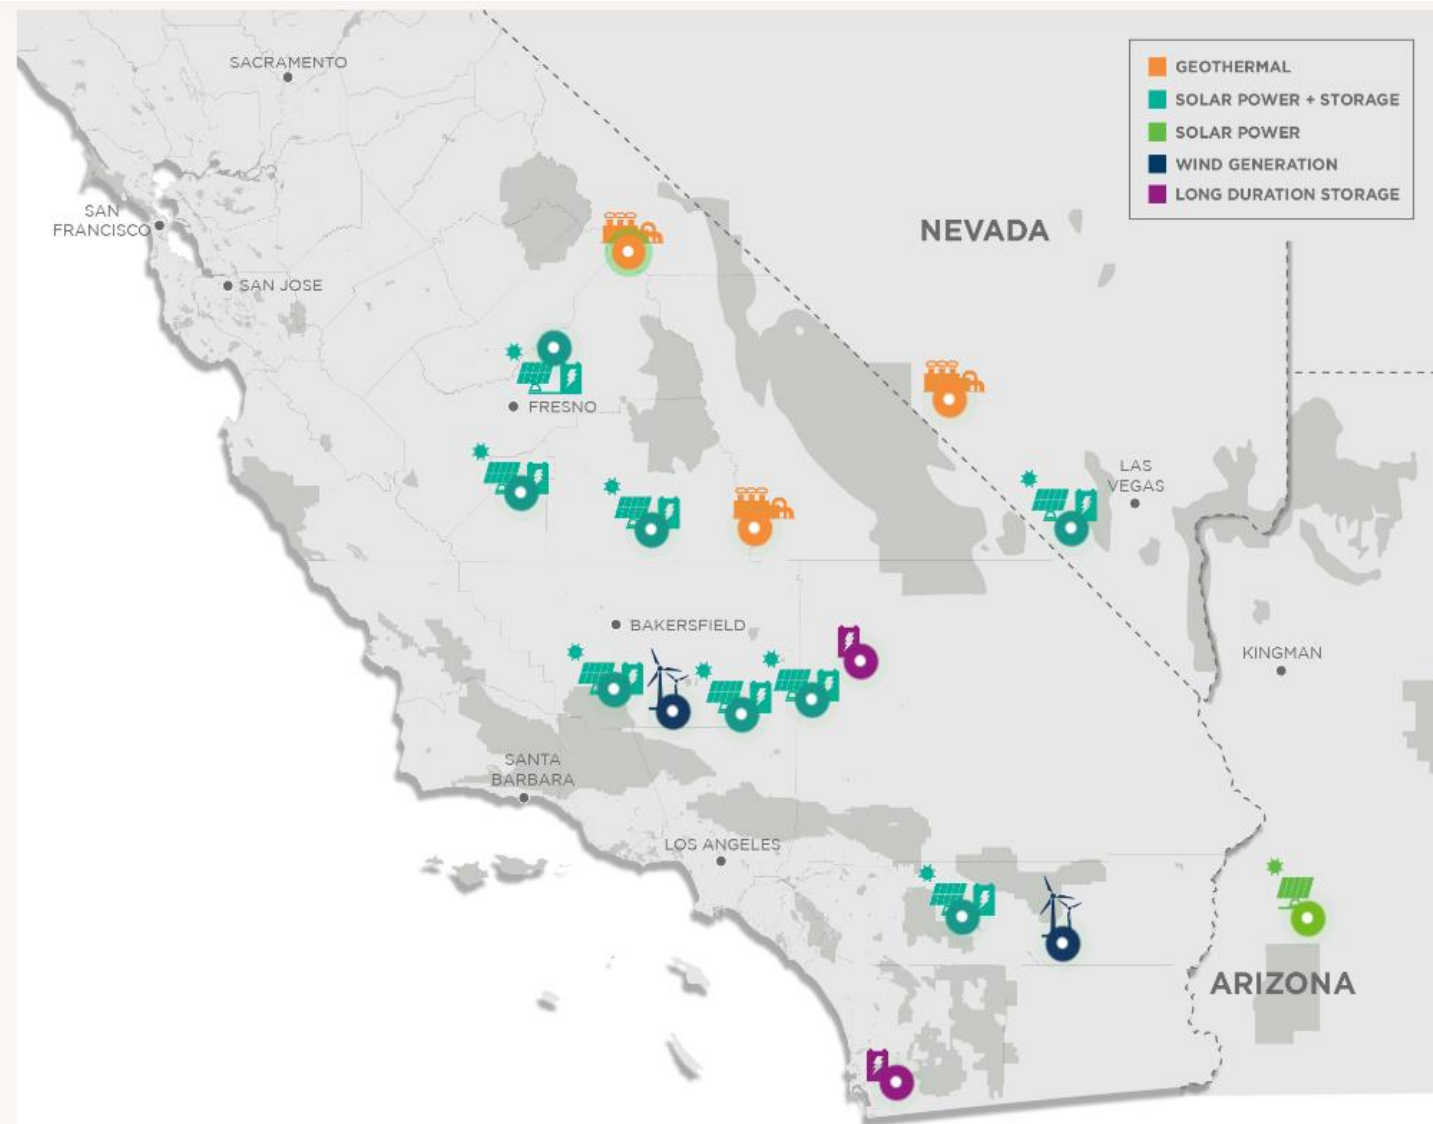 SACRAMENTO
GEOTHERMAL
SOLAR POWER + STORAGE
SOLAR POWER
WIND GENERATION
LONG DURATION STORAGE
SAN
FRANCISCO
NEVADA
SAN JOSE
FRESNO
LAS
VEGAS
BAKERSFIELD
KINGMAN
SANTA
BARBARA
LOS ANGELES
ARIZONA